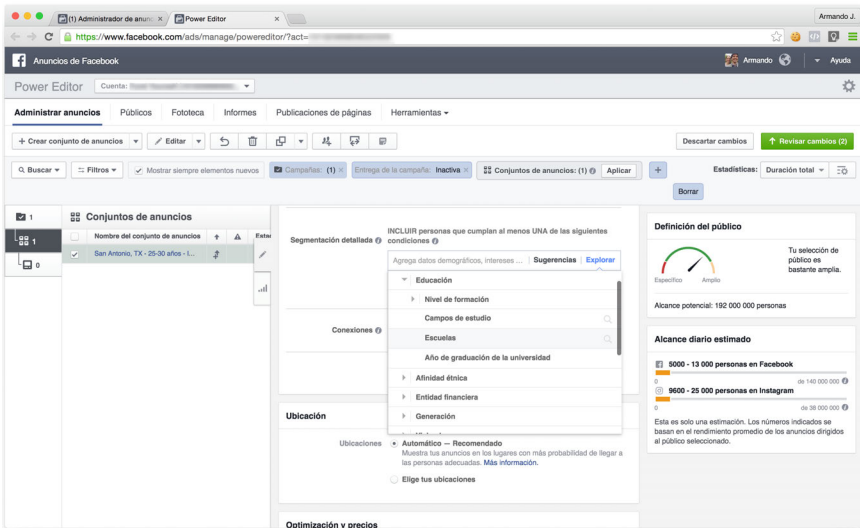 (1) Administrador de anunc
Power Editor
Armando J.
https://www.facebook.com/ads/manage/powereditor/?act=
Anuncios de Facebook
Armando
Ayuda
Power Editor
Cuenta:
Administrar anuncios
Públicos
Fototeca
Informes
Publicaciones de páginas
Herramientas
+ Crear conjunto de anuncios
Editar
Descartar cambios
Revisar cambios (2)
Buscar
Filtros
Mostrar siempre elementos nuevos
Campañas: (1) ×
Entrega de la campaña: Inactiva ×
Conjuntos de anuncios: (1)
Aplicar
+
Estadísticas:
Duración total
Borrar
1
1
0
Conjuntos de anuncios
Nombre del conjunto de anuncios
Estad
San Antonio, TX - 25-30 años - I...
Segmentación detallada
INCLUIR personas que cumplan al menos UNA de las siguientes
condiciones
Agrega datos demográficos, intereses ... | Sugerencias | Explorar
Educación
Nivel de formación
Campos de estudio
Escuelas
Año de graduación de la universidad
Afinidad étnica
Entidad financiera
Generación
Conexiones
Ubicación
Ubicaciones
Automático — Recomendado
Muestra tus anuncios en los lugares con más probabilidad de llegar a
las personas adecuadas. Más información.
Elige tus ubicaciones
Optimización y precios
Definición del público
Específico
Amplio
Tu selección de
público es
bastante amplia.
Alcance potencial: 192 000 000 personas
Alcance diario estimado
5000 - 13 000 personas en Facebook
0
de 140 000 000
9600 - 25 000 personas en Instagram
0
de 38 000 000
Esta es solo una estimación. Los números indicados se
basan en el rendimiento promedio de los anuncios dirigidos
al público seleccionado.